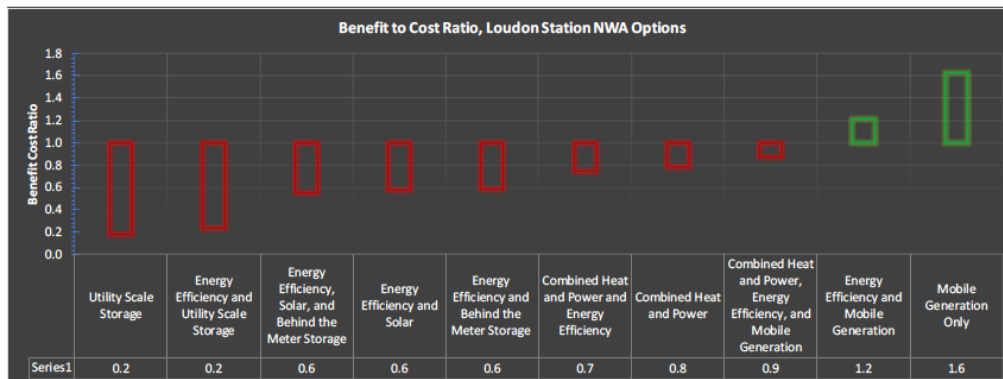 Benefit to Cost Ratio, Loudon Station NWA Options
Benefit Cost Ratio
1.8
1.6
1.4
1.2
1.0
0.8
0.6
0.4
0.2
0.0
Utility Scale
Storage
Energy
Efficiency and
Utility Scale
Storage
Energy
Efficiency,
Solar, and
Behind the
Meter Storage
Energy
Efficiency and
Solar
Energy
Efficiency and
Behind the
Meter Storage
Combined Heat
and Power and
Energy
Efficiency
Combined Heat
and Power
Combined Heat
and Power,
Energy
Efficiency, and
Mobile
Generation
Energy
Efficiency and
Mobile
Generation
Mobile
Generation
Only
Series1 0.2 0.2 0.6 0.6 0.6 0.7 0.8 0.9 1.2 1.6